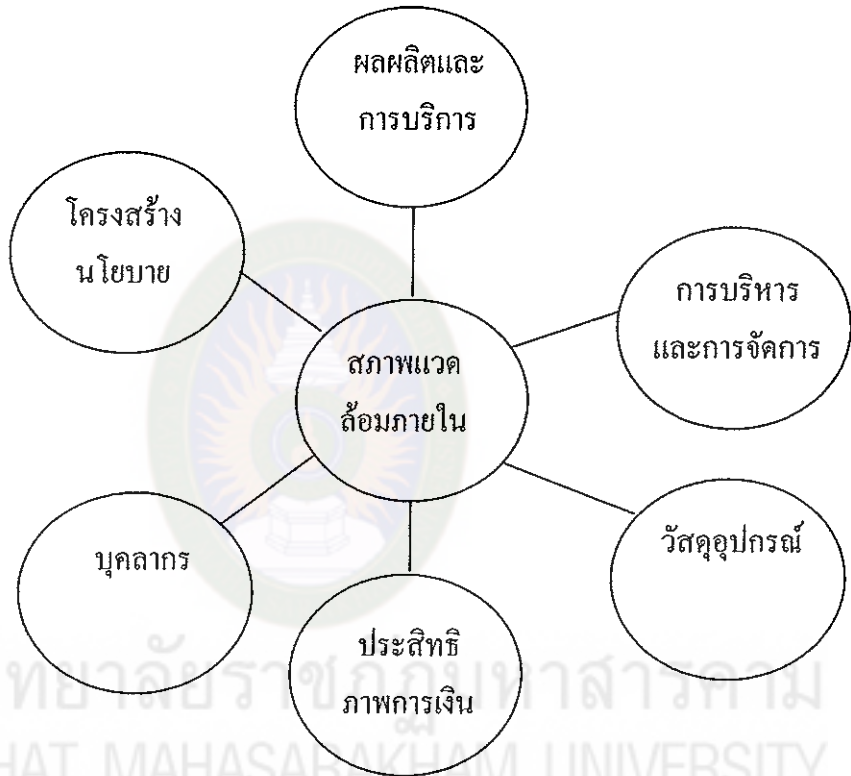 ผลผลิตและ
การบริการ
โครงสร้าง
นโยบาย
การบริหาร
และการจัดการ
สภาพแวด
ล้อมภายใน
บุคลากร
วัสดุอุปกรณ์
ประสิทธิ
ภาพการเงิน
ทยาลัยราชภัฏมหาสารคาม
HAT MAHASARAKHAM UNIVERSITY